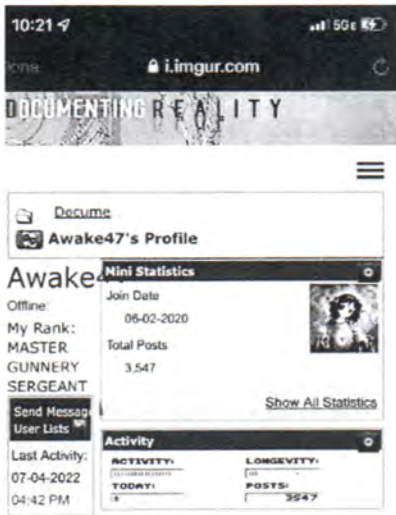 10:21
5GE
i.imgur.com
DOCUMENTING REALITY
Docume
Awake47's Profile
Awake4
Offline
My Rank:
MASTER
GUNNERY
SERGEANT
Send Message
User Lists
Last Activity:
07-04-2022
04:42 PM
Mini Statistics
Join Date
06-02-2020
Total Posts
3,547
Show All Statistics
Activity
ACTIVITY:
LONGEVITY:
TODAY:
POSTS:
3547